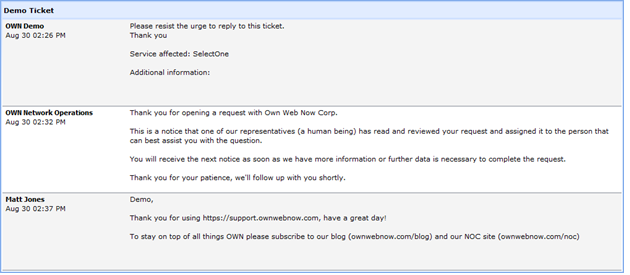 Demo Ticket
OWN Demo
Aug 30 02:26 PM
Please resist the urge to reply to this ticket.
Thank you
Service affected: SelectOne
Additional information:
OWN Network Operations
Aug 30 02:32 PM
Thank you for opening a request with Own Web Now Corp.
This is a notice that one of our representatives (a human being) has read and reviewed your request and assigned it to the person that
can best assist you with the question.
You will receive the next notice as soon as we have more information or further data is necessary to complete the request.
Thank you for your patience, we'll follow up with you shortly.
Matt Jones
Aug 30 02:37 PM
Demo,
Thank you for using https://support.ownwebnow.com, have a great day!
To stay on top of all things OWN please subscribe to our blog (ownwebnow.com/blog) and our NOC site (ownwebnow.com/noc)